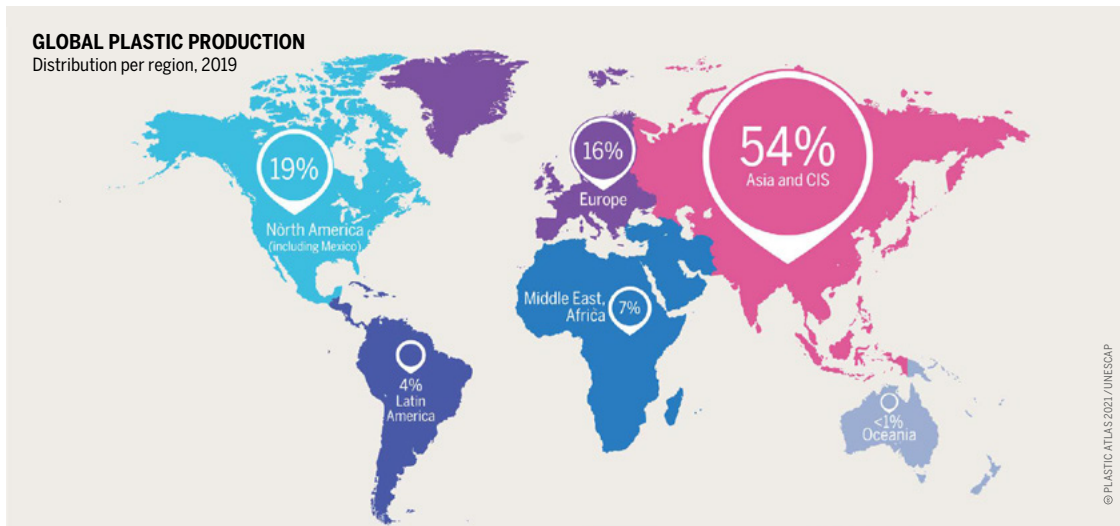 GLOBAL PLASTIC PRODUCTION
Distribution per region, 2019
19%
North America
(including Mexico)
16%
Europe
54%
Asia and CIS
Middle East,
Africa
7%
4%
Latin
America
<1%
Oceania
© PLASTIC ATLAS 2021/UNESCAP